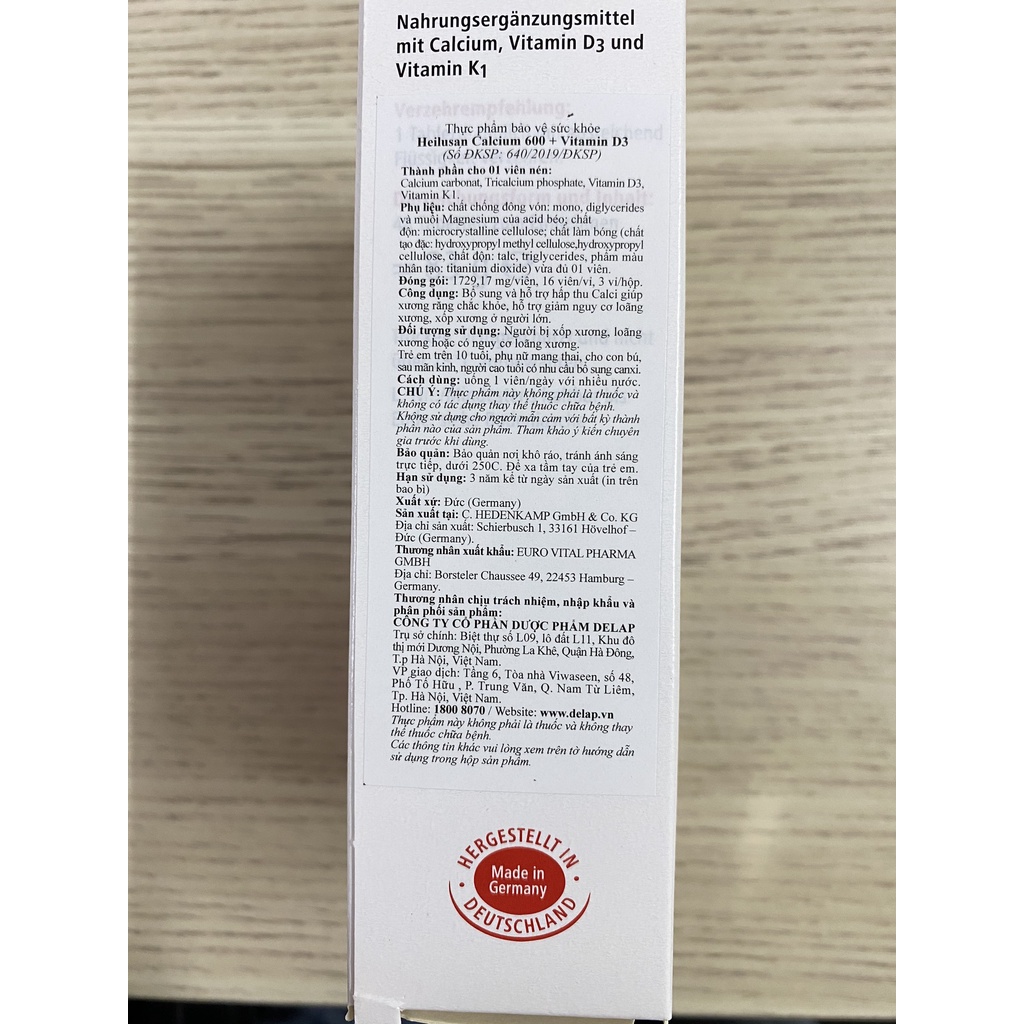 Nahrungsergänzungsmittel
mit Calcium, Vitamin D3 und
Vitamin K1
Verzehrempfehlung:
Thực phẩm bảo vệ sức khỏe
Heilusan Calcium 600 + Vitamin D3
(Số ĐKSP: 640/2019/ĐKSP)
Thành phần cho 01 viên nén:
Calcium carbonat, Tricalcium phosphate, Vitamin D3,
Vitamin K1.
Phụ liệu: chất chống đông vón: mono, diglycerides
và muối Magnesium của acid béo; chất
độn: microcrystalline cellulose; chất làm bóng (chất
tạo đặc: hydroxypropyl methyl cellulose,hydroxypropyl
cellulose, chất độn: talc, triglycerides, phẩm màu
nhân tạo: titanium dioxide) vừa đủ 01 viên.
Đóng gói: 1729,17 mg/viên, 16 viên/vỉ, 3 vỉ/hộp.
Công dụng: Bổ sung và hỗ trợ hấp thu Calci giúp
xương răng chắc khỏe, hỗ trợ giảm nguy cơ loãng
xương, xốp xương ở người lớn.
Đối tượng sử dụng: Người bị xốp xương, loãng
xương hoặc có nguy cơ loãng xương.
Trẻ em trên 10 tuổi, phụ nữ mang thai, cho con bú,
sau mãn kinh, người cao tuổi có nhu cầu bổ sung canxi.
Cách dùng: uống 1 viên/ngày với nhiều nước.
CHÚ Ý: Thực phẩm này không phải là thuốc và
không có tác dụng thay thế thuốc chữa bệnh.
Không sử dụng cho người mẫn cảm với bất kỳ thành
phần nào của sản phẩm. Tham khảo ý kiến chuyên
gia trước khi dùng.
Bảo quản: Bảo quản nơi khô ráo, tránh ánh sáng
trực tiếp, dưới 250C. Để xa tầm tay của trẻ em.
Hạn sử dụng: 3 năm kể từ ngày sản xuất (in trên
bao bì)
Xuất xứ: Đức (Germany)
Sản xuất tại: C. HEDENKAMP GmbH & Co. KG
Địa chỉ sản xuất: Schierbusch 1, 33161 Hövelhof –
Đức (Germany).
Thương nhân xuất khẩu: EURO VITAL PHARMA
GMBH
Địa chỉ: Borsteler Chaussee 49, 22453 Hamburg –
Germany.
Thương nhân chịu trách nhiệm, nhập khẩu và
phân phối sản phẩm:
CÔNG TY CỔ PHẦN DƯỢC PHẨM DELAP
Trụ sở chính: Biệt thự số L09, lô đất L11, Khu đô
thị mới Dương Nội, Phường La Khê, Quận Hà Đông,
T.p Hà Nội, Việt Nam.
VP giao dịch: Tầng 6, Tòa nhà Viwaseen, số 48,
Phố Tố Hữu , P. Trung Văn, Q. Nam Từ Liêm,
Tp. Hà Nội, Việt Nam.
Hotline: 1800 8070 / Website: www.delap.vn
Thực phẩm này không phải là thuốc và không thay
thế thuốc chữa bệnh.
Các thông tin khác vui lòng xem trên tờ hướng dẫn
sử dụng trong hộp sản phẩm.
HERGESTELLT IN
Made in
Germany
DEUTSCHLAND